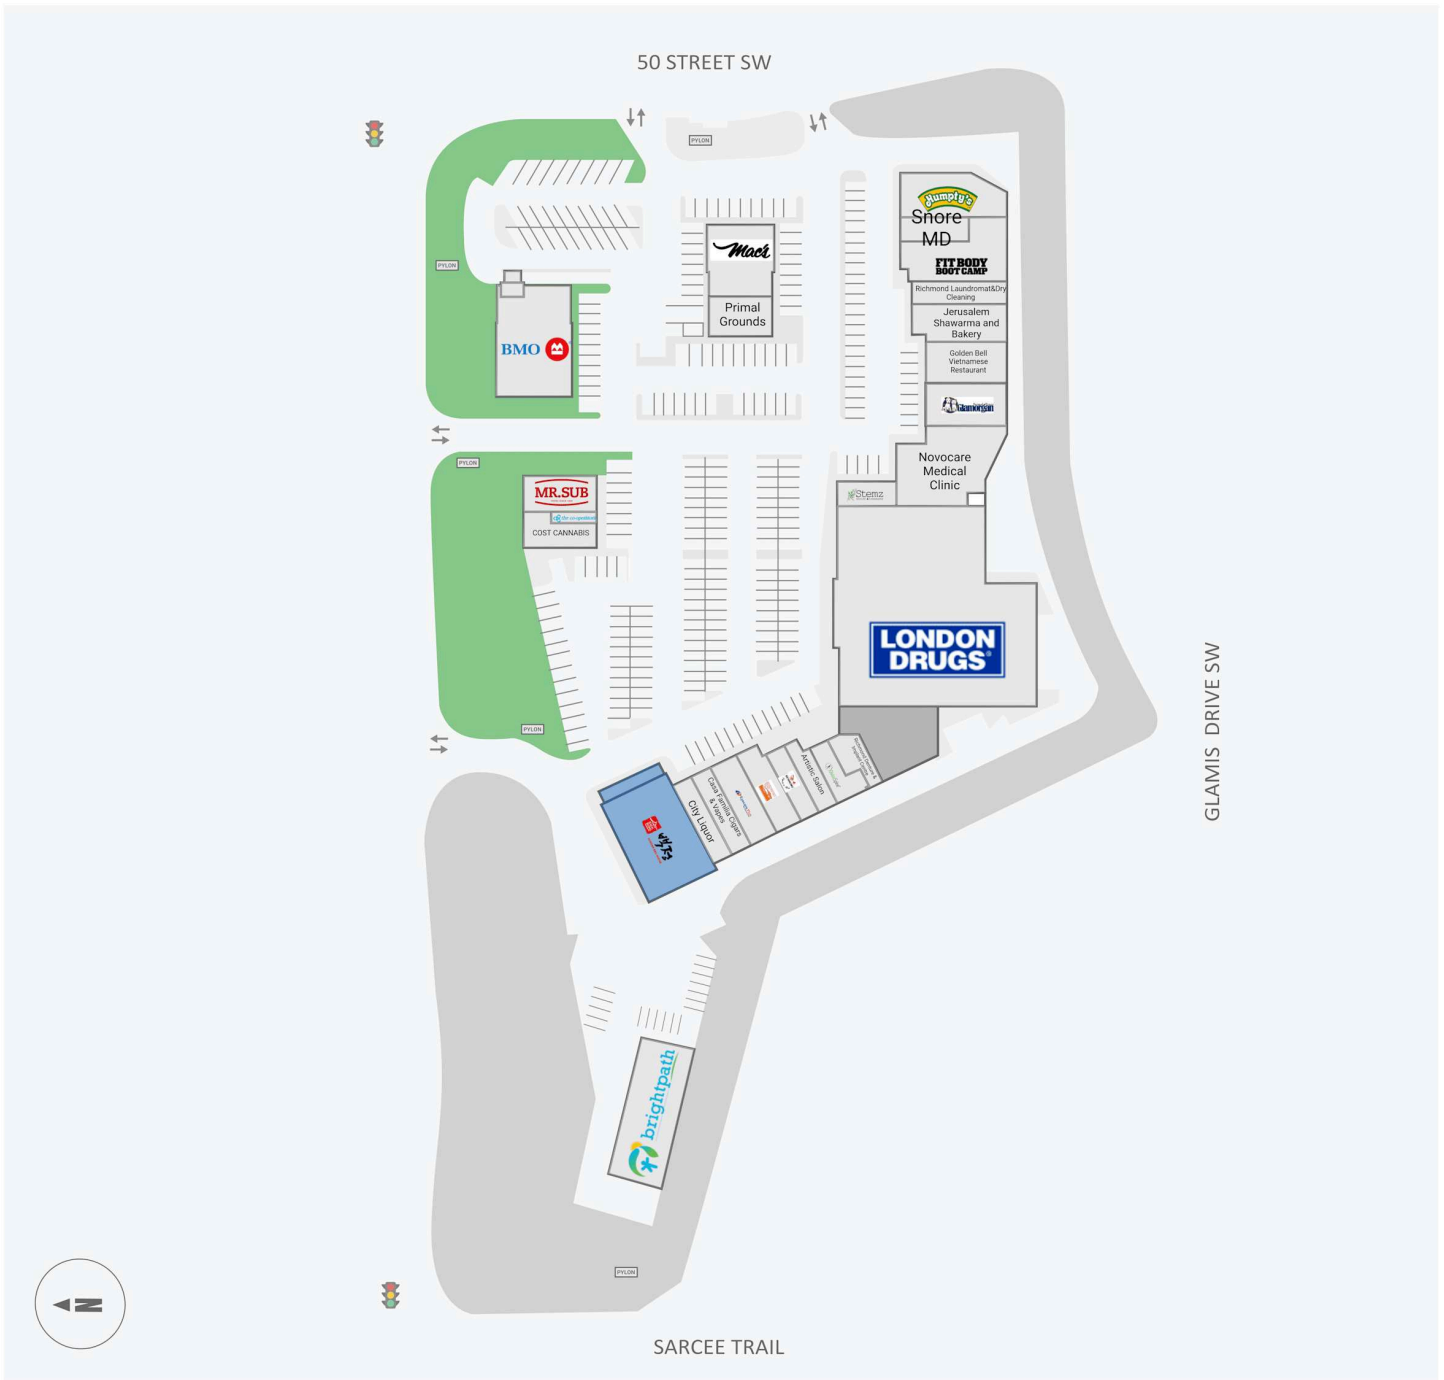 50 STREET SW
PYLON
Humpty's
Snore
MD
Mac's
FIT BODY
BOOT CAMP
PYLON
Richmond Laundromat&Dry
Cleaning
Primal
Grounds
Jerusalem
Shawarma and
Bakery
BMO
Golden Bell
Vietnamese
Restaurant
Glamorgan
PYLON
Novocare
Medical
Clinic
MR.SUB
Stemz
COST CANNABIS
LONDON
DRUGS
GLAMIS DRIVE SW
PYLON
Artistic Salon
Casa Familia Cigars
& Vapes
City Liquor
brightpath
PYLON
N
SARCEE TRAIL